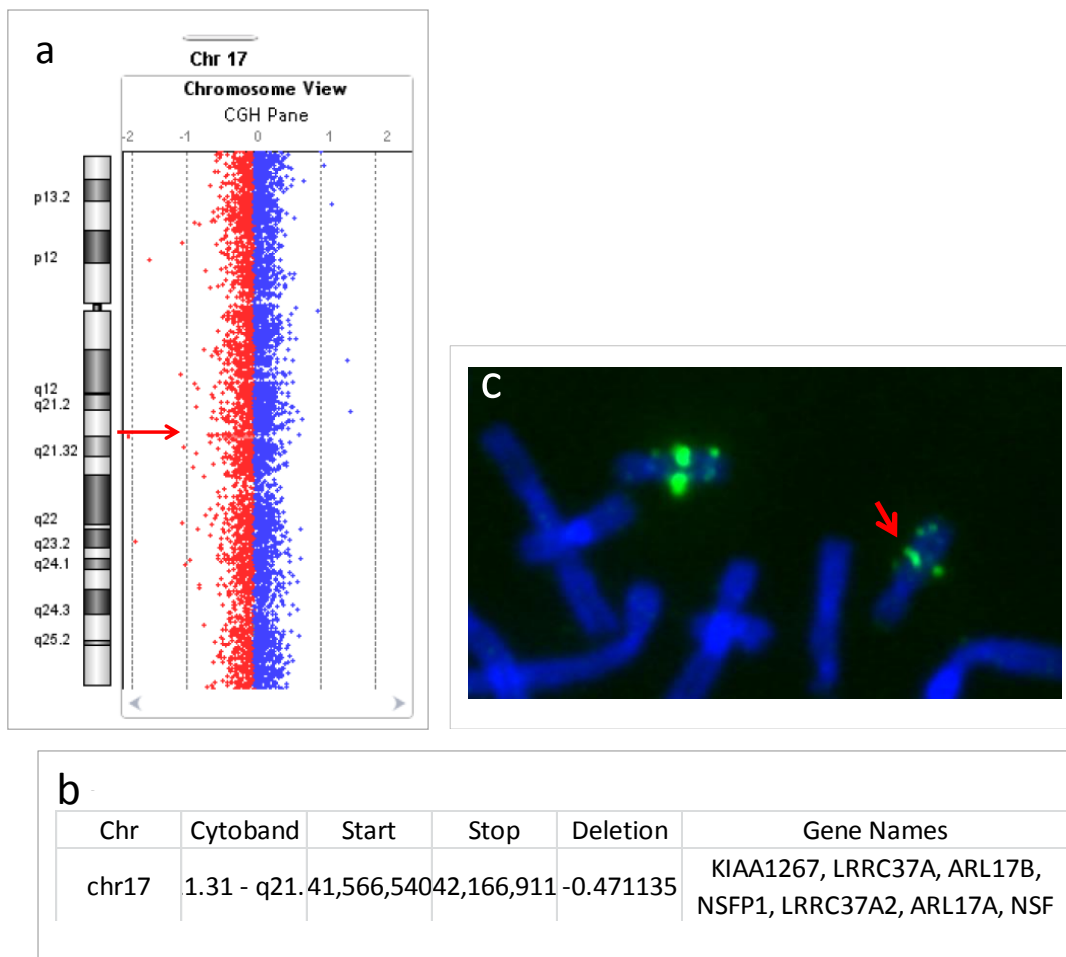 a
Chr 17
Chromosome View
CGH Pane
-2 -1 0 1 2
p13.2
p12
q12
q21.2
q21.32
q22
q23.2
q24.1
q24.3
q25.2
c
b
Chr Cytoband Start Stop Deletion Gene Names
chr17 1.31 - q21. 41,566,540 42,166,911 -0.471135 KIAA1267, LRRC37A, ARL17B,
NSFP1, LRRC37A2, ARL17A, NSF